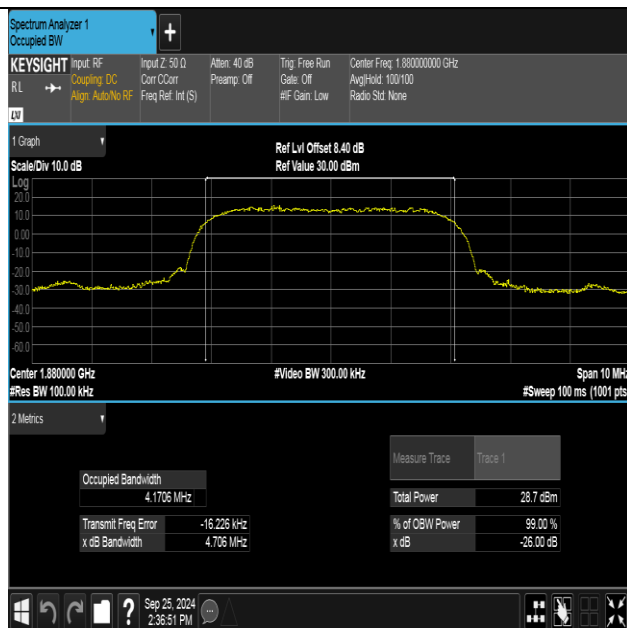 Spectrum Analyzer 1
Occupied BW
+
KEYSIGHT
RL
LXI
Input: RF
Coupling: DC
Align: Auto/No RF
Input Z: 50 Ω
Corr CCorr
Freq Ref: Int (S)
Atten: 40 dB
Preamp: Off
Trig: Free Run
Gate: Off
#IF Gain: Low
Center Freq: 1.880000000 GHz
Avg|Hold: 100/100
Radio Std: None
1 Graph
Scale/Div 10.0 dB
Ref Lvl Offset 8.40 dB
Ref Value 30.00 dBm
Log
20.0
10.0
0.00
-10.0
-20.0
-30.0
-40.0
-50.0
-60.0
Center 1.880000 GHz
#Res BW 100.00 kHz
#Video BW 300.00 kHz
Span 10 MHz
#Sweep 100 ms (1001 pts
2 Metrics
Measure Trace Trace 1
Occupied Bandwidth
4.1706 MHz
Total Power 28.7 dBm
Transmit Freq Error -16.226 kHz
% of OBW Power 99.00 %
x dB Bandwidth 4.706 MHz
x dB -26.00 dB
?
Sep 25, 2024
2:36:51 PM